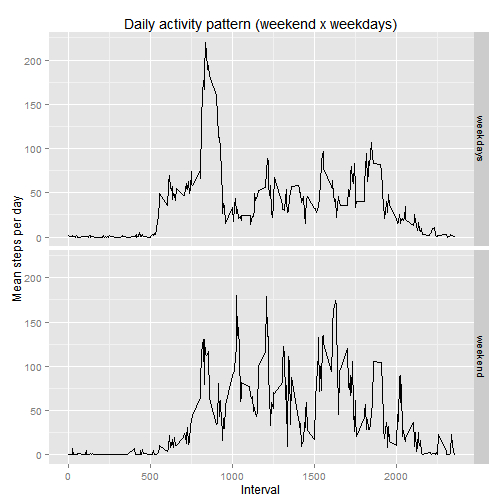 Daily activity pattern (weekend x weekdays)
200
150
100
50
0
weekdays
200
150
100
50
0
weekend
Mean steps per day
0 500 1000 1500 2000
Interval